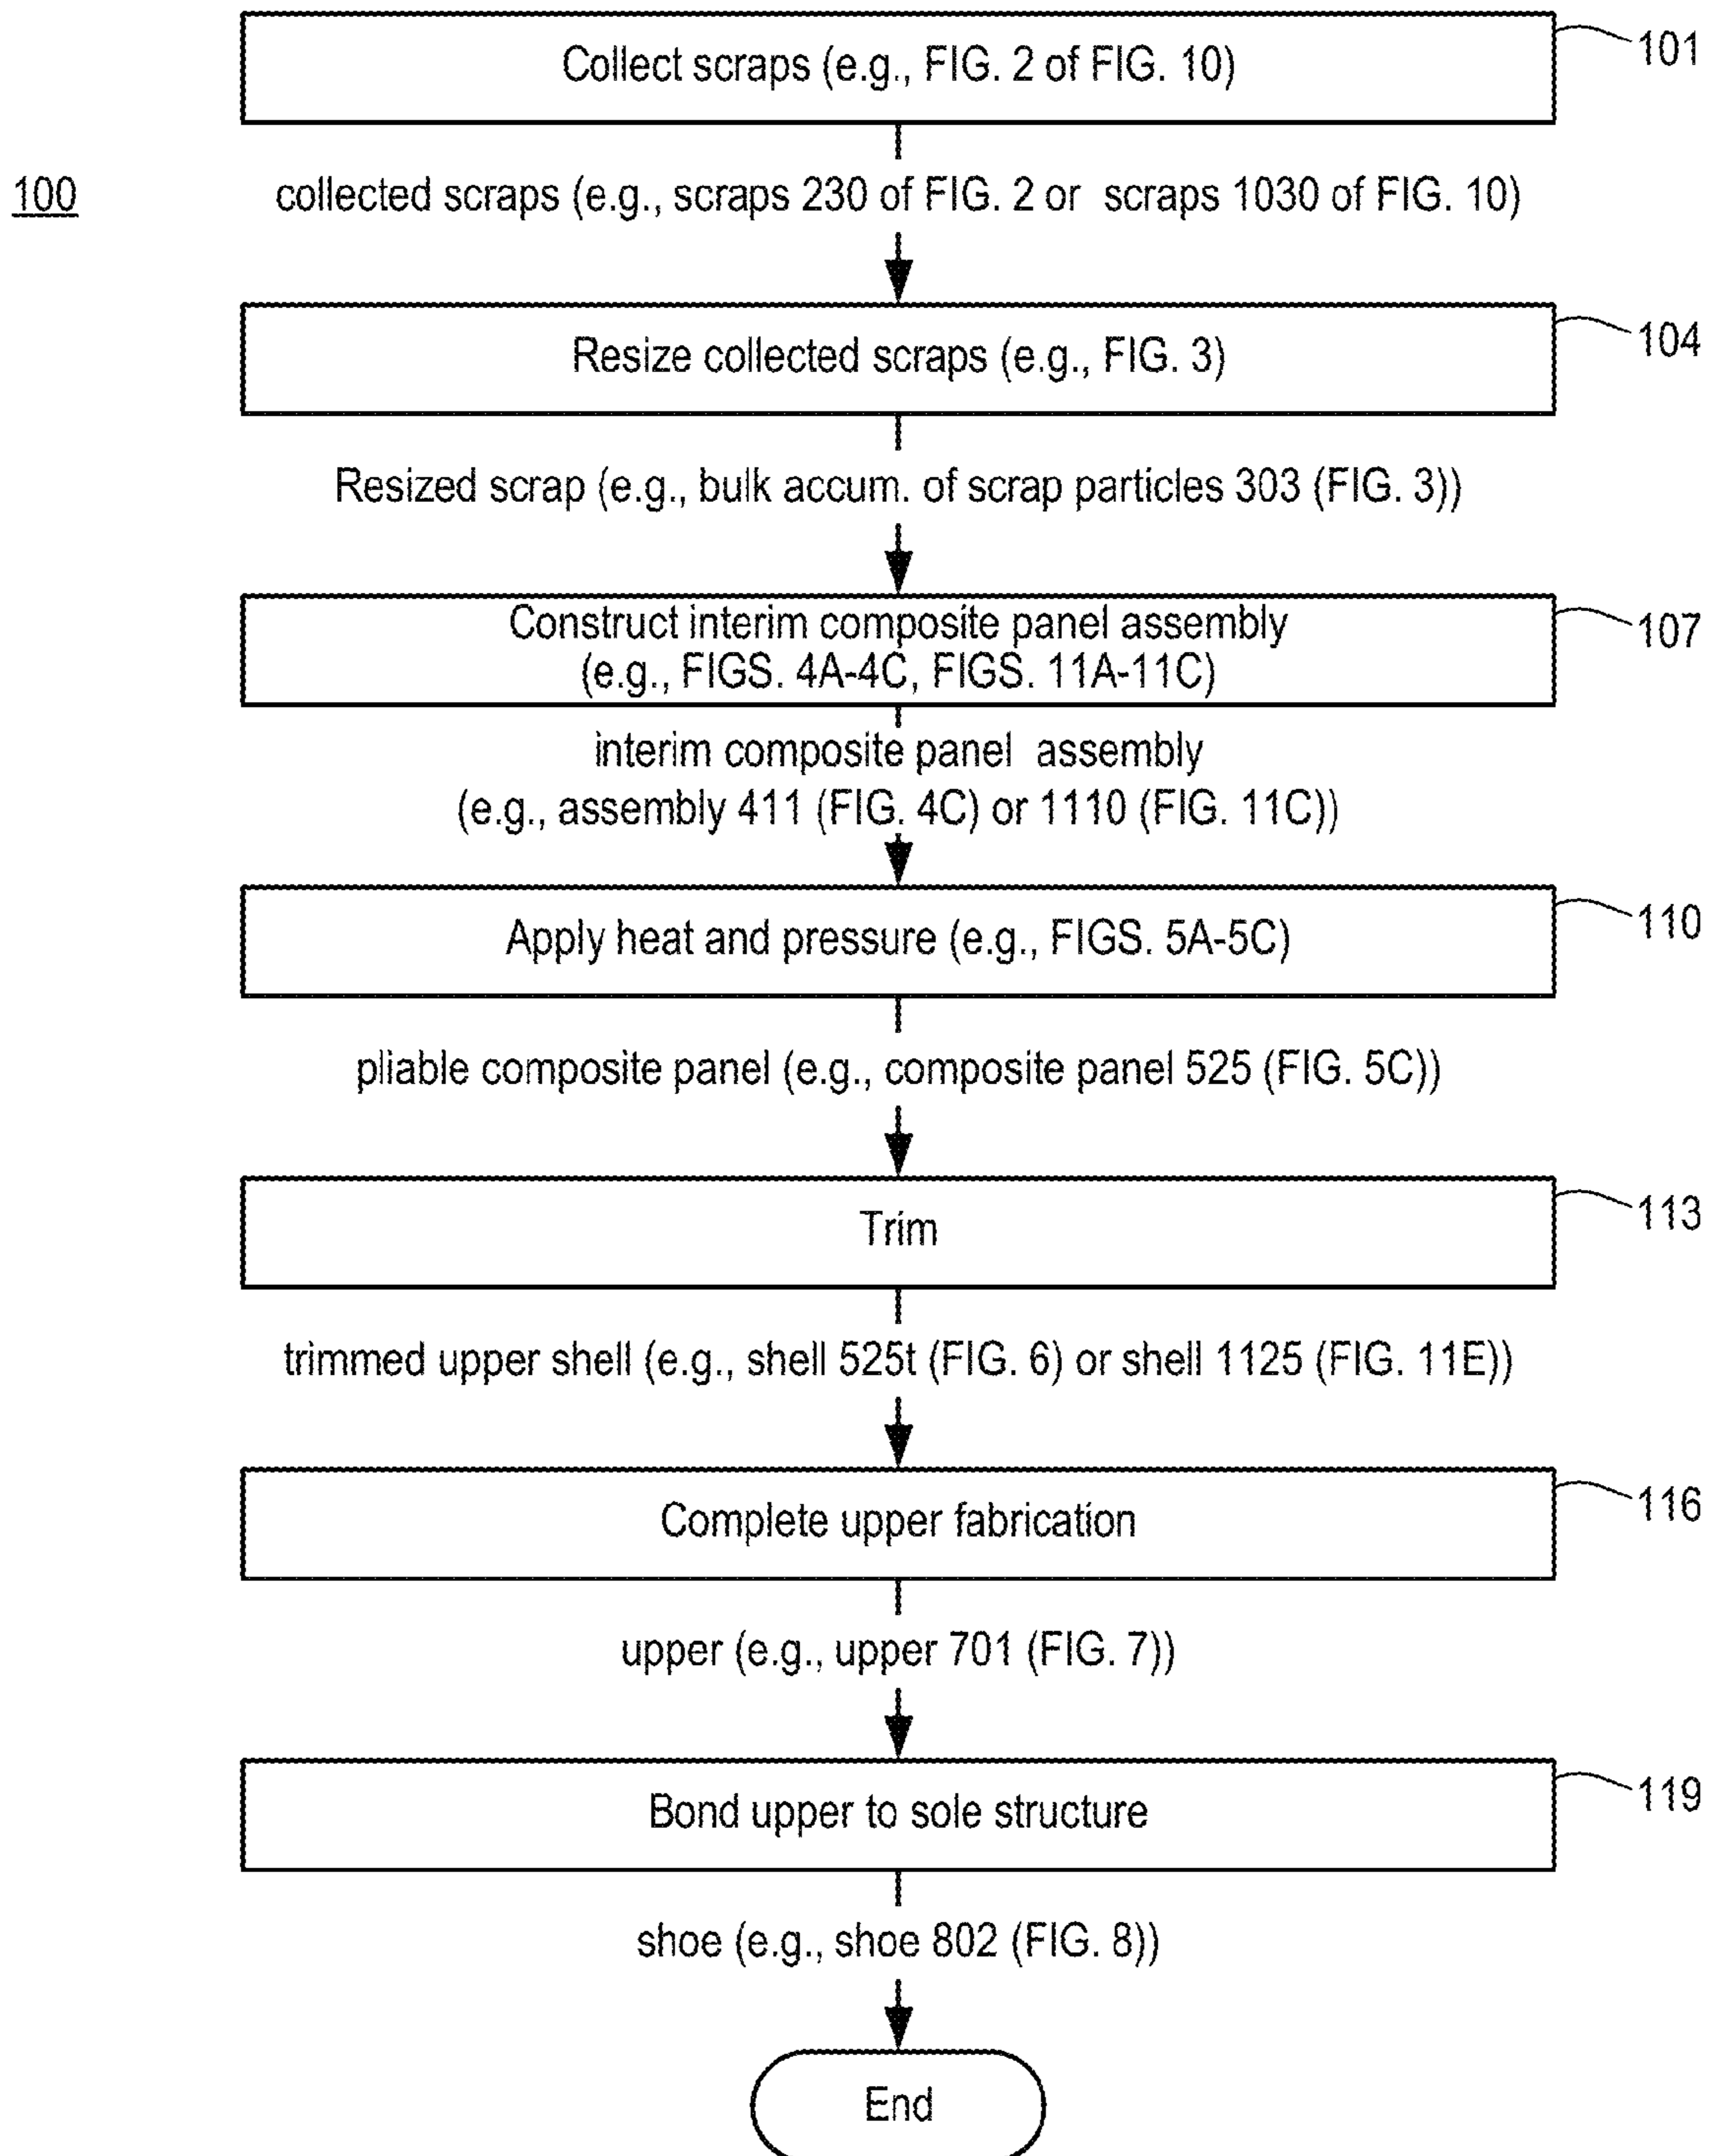 Collect scraps (e.g., FIG. 2 of FIG. 10)
101
100
collected scraps (e.g., scraps 230 of FIG. 2 or scraps 1030 of FIG. 10)
Resize collected scraps (e.g., FIG. 3)
104
Resized scrap (e.g., bulk accum. of scrap particles 303 (FIG. 3))
Construct interim composite panel assembly
(e.g., FIGS. 4A-4C, FIGS. 11A-11C)
107
interim composite panel assembly
(e.g., assembly 411 (FIG. 4C) or 1110 (FIG. 11C))
Apply heat and pressure (e.g., FIGS. 5A-5C)
110
pliable composite panel (e.g., composite panel 525 (FIG. 5C))
Trim
113
trimmed upper shell (e.g., shell 525t (FIG. 6) or shell 1125 (FIG. 11E))
Complete upper fabrication
116
upper (e.g., upper 701 (FIG. 7))
Bond upper to sole structure
119
shoe (e.g., shoe 802 (FIG. 8))
End